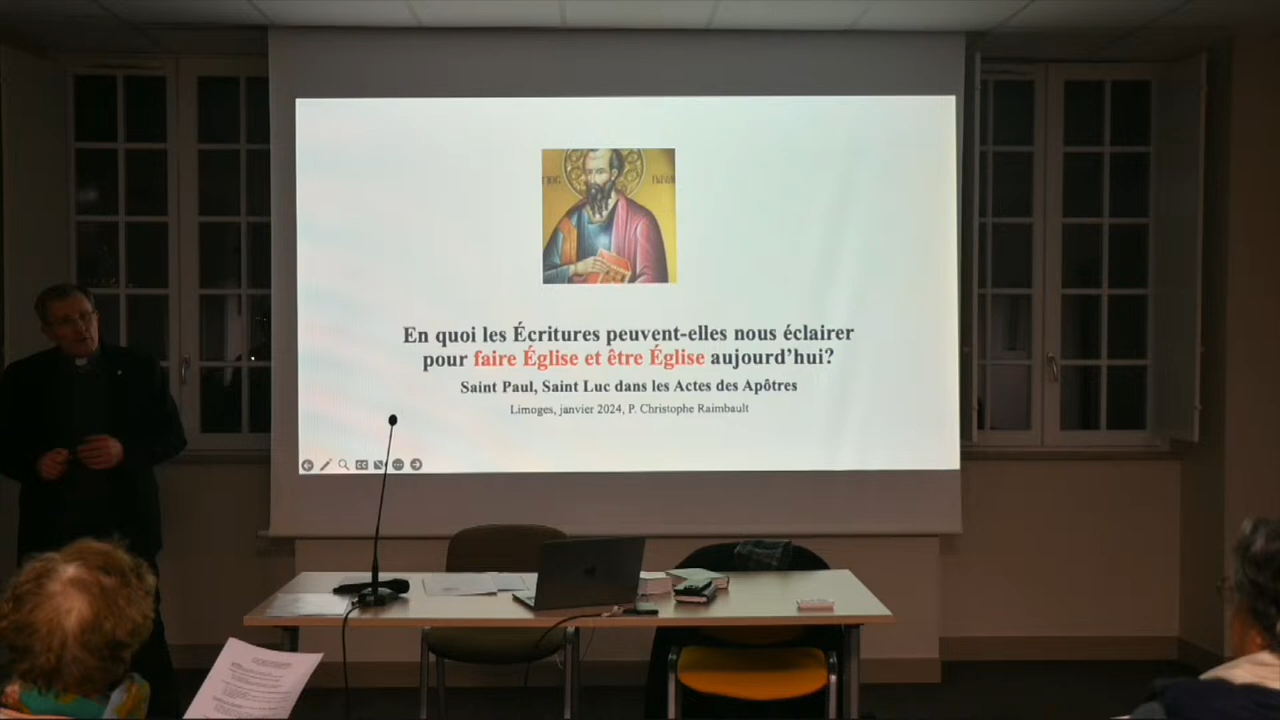 En quoi les Écritures peuvent-elles nous éclairer
pour faire Église et être Église aujourd’hui?
Saint Paul, Saint Luc dans les Actes des Apôtres
Limoges, janvier 2024, P. Christophe Raimbault